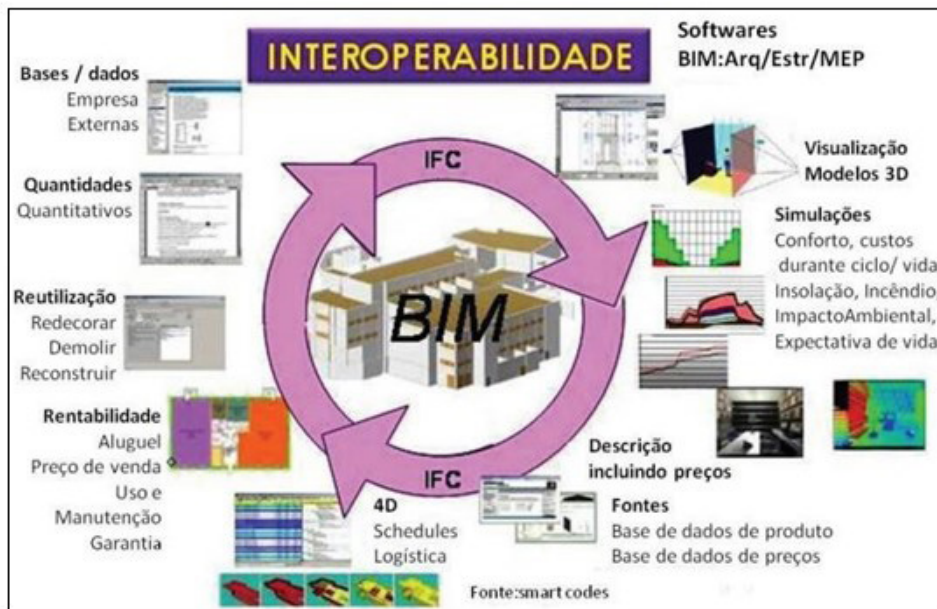 INTEROPERABILIDADE
Softwares
BIM:Arq/Estr/MEP
Bases / dados
Empresa
Externas
Quantidades
Quantitativos
Reutilização
Redecorar
Demolir
Reconstruir
Rentabilidade
Aluguel
Preço de venda
Uso e
Manutenção
Garantia
IFC
BIM
IFC
Visualização
Modelos 3D
Simulações
Conforto, custos
durante ciclo/ vida
Insolação, Incêndio,
ImpactoAmbiental,
Expectativa de vida
Descrição
incluindo preços
Fontes
Base de dados de produto
Base de dados de preços
4D
Schedules
Logística
Fonte:smart codes